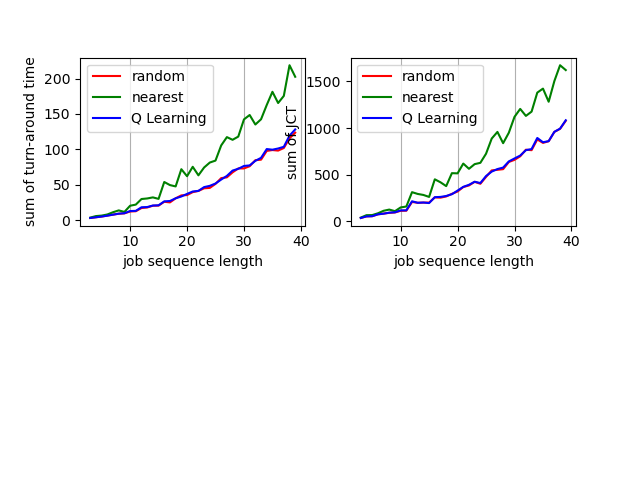 sum of turn-around time
200
150
100
50
0
10
20
30
40
job sequence length
random
nearest
Q Learning
sum of JCT
1500
1000
500
0
10
20
30
40
job sequence length
random
nearest
Q Learning